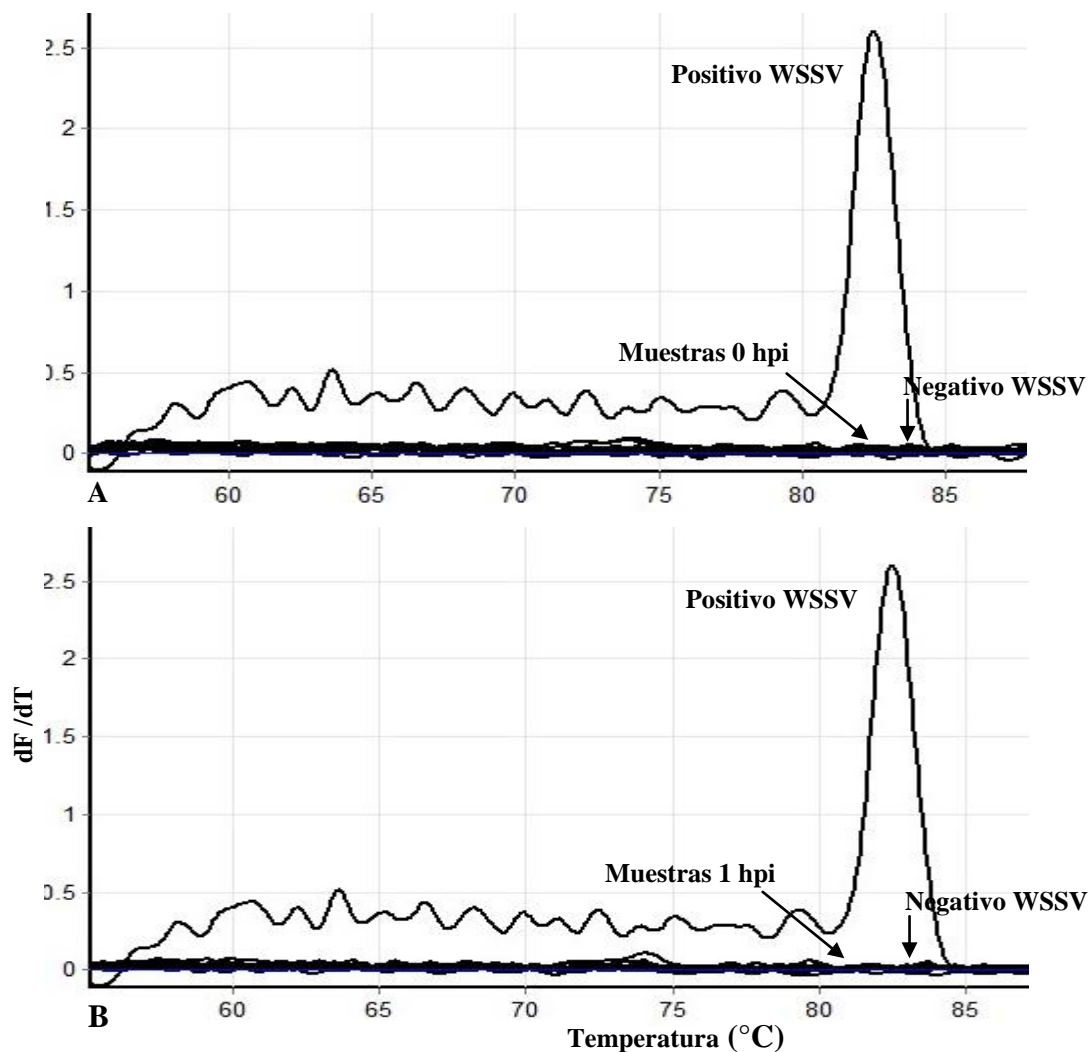 2.5
Positivo WSSV
2
1.5
1
Muestras 0 hpi
0.5
Negativo WSSV
0
A
60 65 70 75 80 85
2.5
Positivo WSSV
2
dF /dT
1.5
1
Muestras 1 hpi
0.5
Negativo WSSV
0
B
60 65 70 75 80 85
Temperatura (°C)